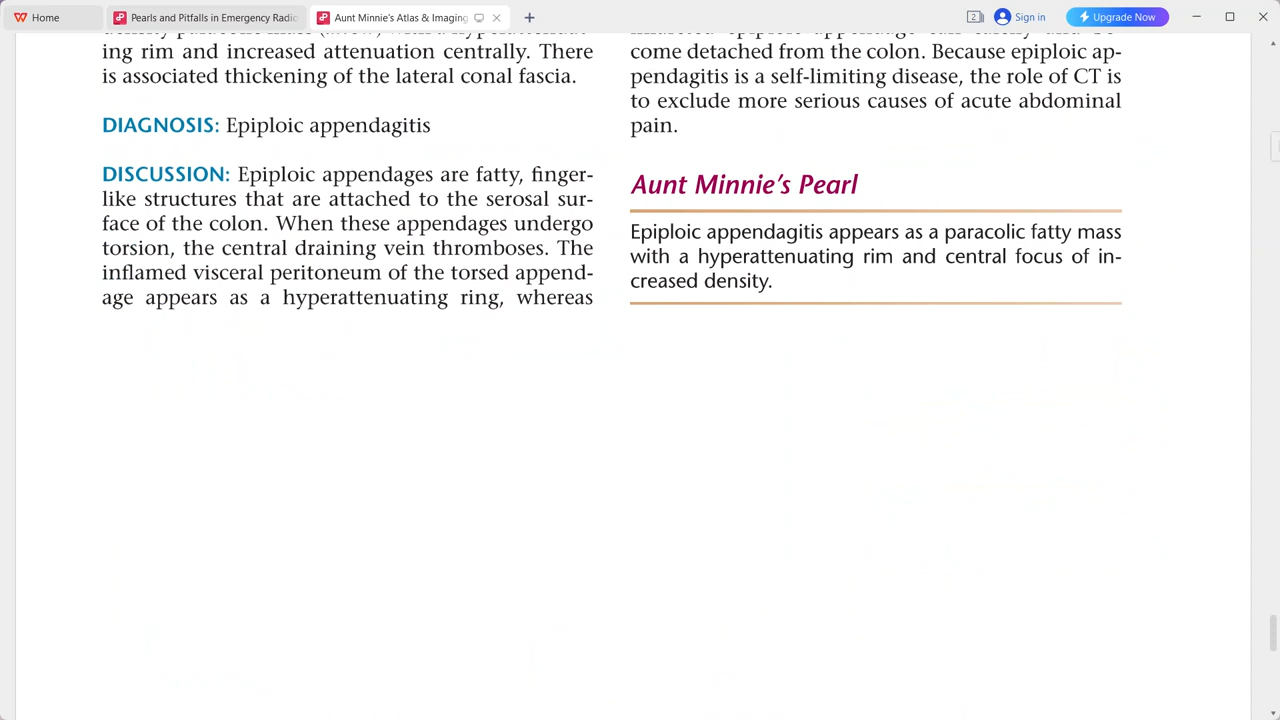 Home
Pearls and Pitfalls in Emergency Radio
Aunt Minnie's Atlas & Imaging
2
Sign in
Upgrade Now
ing rim and increased attenuation centrally. There
is associated thickening of the lateral conal fascia.
DIAGNOSIS: Epiploic appendagitis
DISCUSSION: Epiploic appendages are fatty, finger-
like structures that are attached to the serosal sur-
face of the colon. When these appendages undergo
torsion, the central draining vein thromboses. The
inflamed visceral peritoneum of the torsed append-
age appears as a hyperattenuating ring, whereas
come detached from the colon. Because epiploic ap-
pendagitis is a self-limiting disease, the role of CT is
to exclude more serious causes of acute abdominal
pain.
Aunt Minnie's Pearl
Epiploic appendagitis appears as a paracolic fatty mass
with a hyperattenuating rim and central focus of in-
creased density.